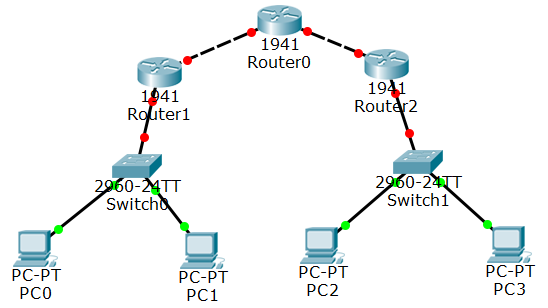 1941
Router0
1941
Router1
1941
Router2
2960-24TT
Switch0
2960-24TT
Switch1
PC-PT
PC0
PC-PT
PC1
PC-PT
PC2
PC-PT
PC3